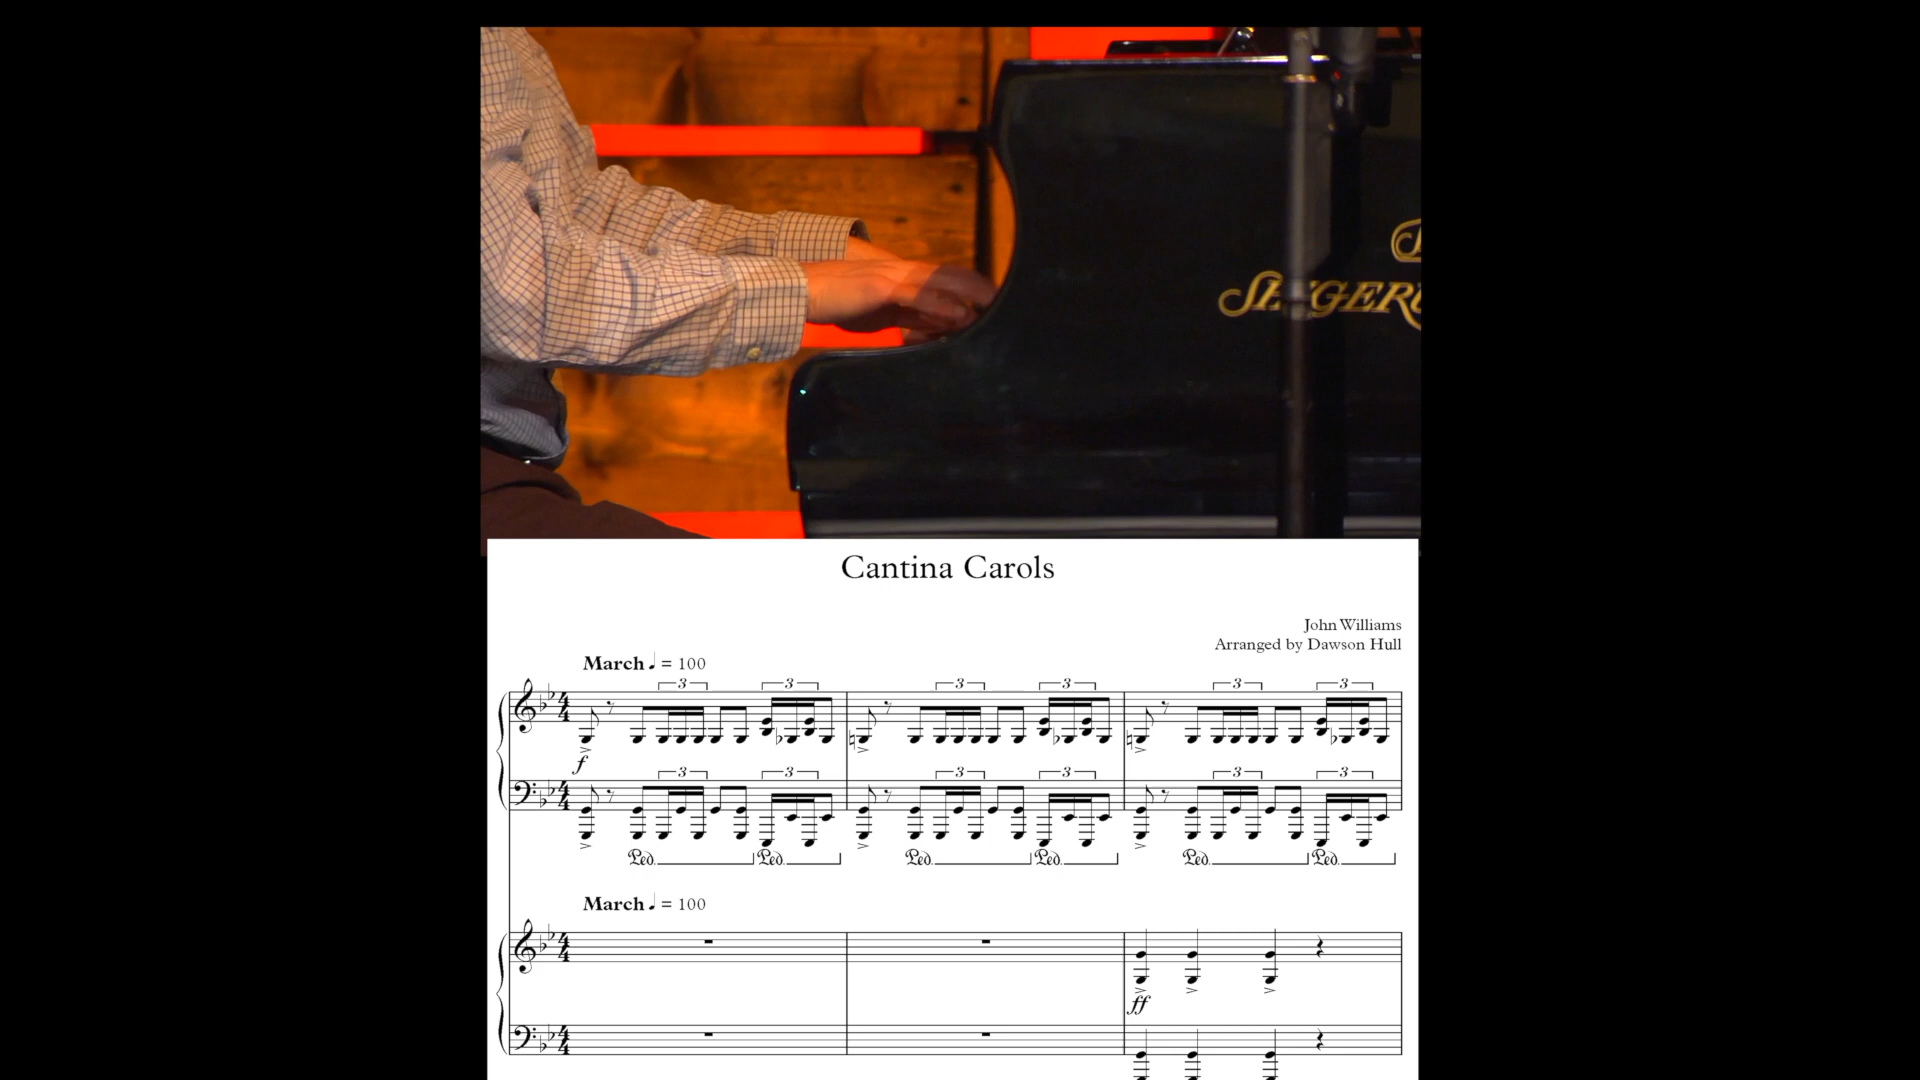 Cantina Carols
John Williams
Arranged by Dawson Hull
March ♩ = 100
3 3 3 3 3 3
f
3 3 3 3 3 3
Ped. Ped. Ped. Ped. Ped. Ped.
March ♩ = 100
ff